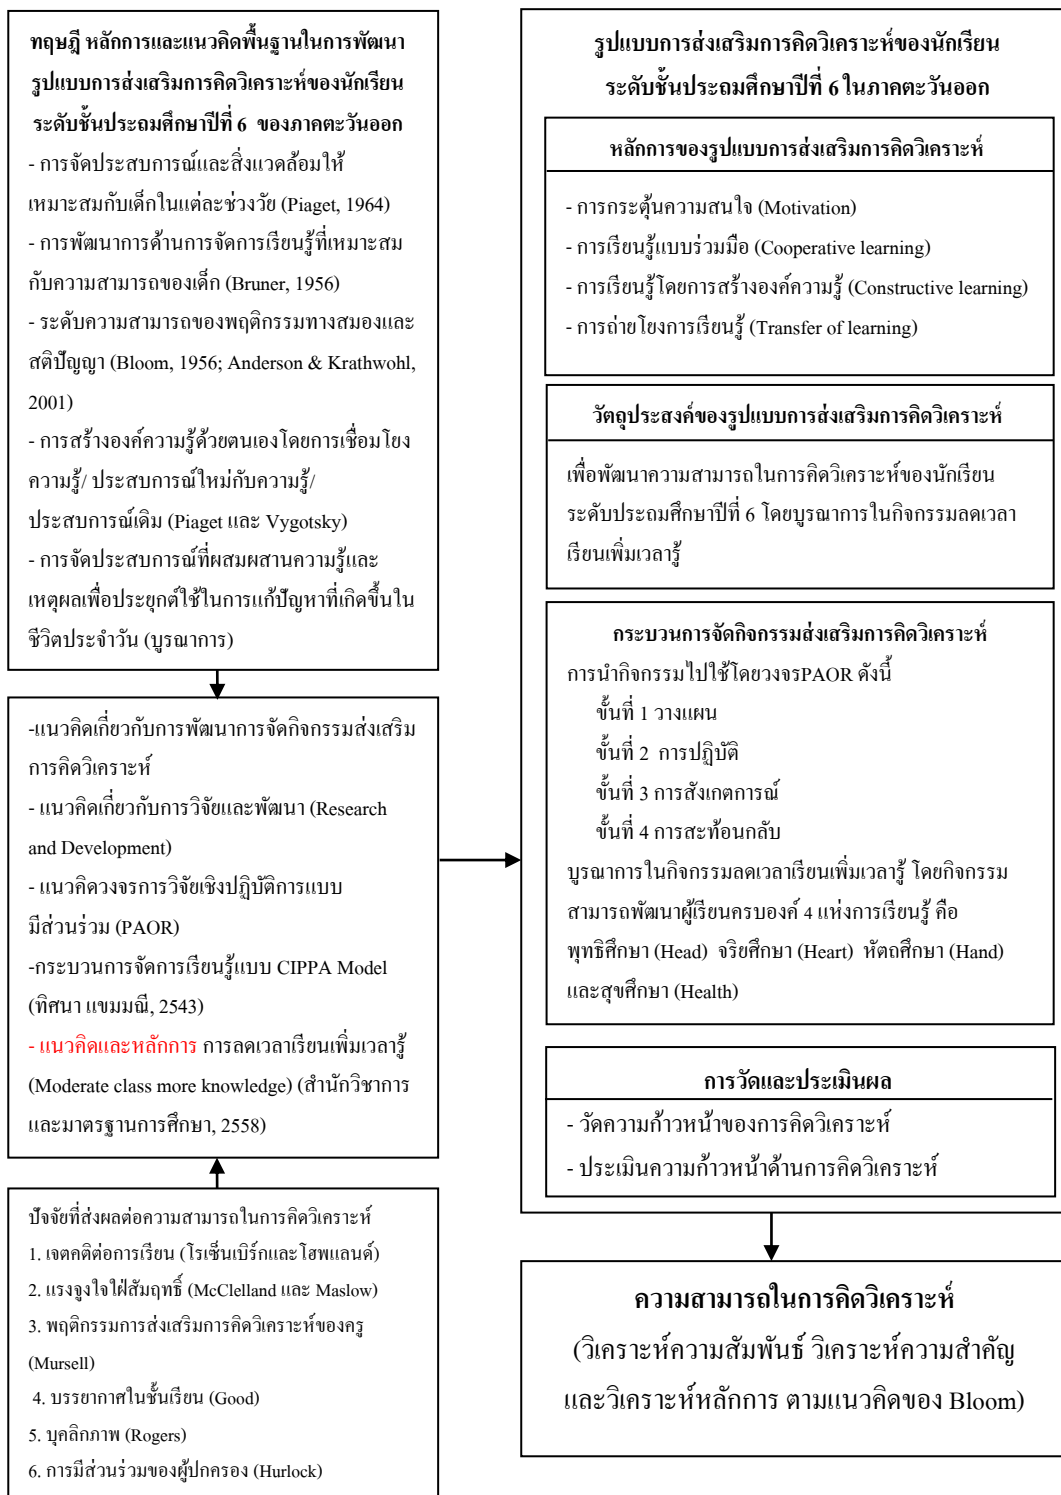 ทฤษฎี หลักการและแนวคิดพื้นฐานในการพัฒนา
รูปแบบการส่งเสริมการคิดวิเคราะห์ของนักเรียน
ระดับชั้นประถมศึกษาปีที่ 6 ของภาคตะวันออก
- การจัดประสบการณ์และสิ่งแวดล้อมให้
เหมาะสมกับเด็กในแต่ละช่วงวัย (Piaget, 1964)
- การพัฒนาการด้านการจัดการเรียนรู้ที่เหมาะสม
กับความสามารถของเด็ก (Bruner, 1956)
- ระดับความสามารถของพฤติกรรมทางสมองและ
สติปัญญา (Bloom, 1956; Anderson & Krathwohl,
2001)
- การสร้างองค์ความรู้ด้วยตนเองโดยการเชื่อมโยง
ความรู้/ ประสบการณ์ใหม่กับความรู้/
ประสบการณ์เดิม (Piaget และ Vygotsky)
- การจัดประสบการณ์ที่ผสมผสานความรู้และ
เหตุผลเพื่อประยุกต์ใช้ในการแก้ปัญหาที่เกิดขึ้นใน
ชีวิตประจำวัน (บูรณาการ)
-แนวคิดเกี่ยวกับการพัฒนาการจัดกิจกรรมส่งเสริม
การคิดวิเคราะห์
- แนวคิดเกี่ยวกับการวิจัยและพัฒนา (Research
and Development)
- แนวคิดวงจรการวิจัยเชิงปฏิบัติการแบบ
มีส่วนร่วม (PAOR)
-กระบวนการจัดการเรียนรู้แบบ CIPPA Model
(ทิศนา แขมมณี, 2543)
- แนวคิดและหลักการ การลดเวลาเรียนเพิ่มเวลารู้
(Moderate class more knowledge) (สำนักวิชาการ
และมาตรฐานการศึกษา, 2558)
ปัจจัยที่ส่งผลต่อความสามารถในการคิดวิเคราะห์
1. เจตคติต่อการเรียน (โรเซ็นเบิร์กและโฮพแลนด์)
2. แรงจูงใจใฝ่สัมฤทธิ์ (McClelland และ Maslow)
3. พฤติกรรมการส่งเสริมการคิดวิเคราะห์ของครู
(Mursell)
4. บรรยากาศในชั้นเรียน (Good)
5. บุคลิกภาพ (Rogers)
6. การมีส่วนร่วมของผู้ปกครอง (Hurlock)
รูปแบบการส่งเสริมการคิดวิเคราะห์ของนักเรียน
ระดับชั้นประถมศึกษาปีที่ 6 ในภาคตะวันออก
หลักการของรูปแบบการส่งเสริมการคิดวิเคราะห์
- การกระตุ้นความสนใจ (Motivation)
- การเรียนรู้แบบร่วมมือ (Cooperative learning)
- การเรียนรู้โดยการสร้างองค์ความรู้ (Constructive learning)
- การถ่ายโยงการเรียนรู้ (Transfer of learning)
วัตถุประสงค์ของรูปแบบการส่งเสริมการคิดวิเคราะห์
เพื่อพัฒนาความสามารถในการคิดวิเคราะห์ของนักเรียน
ระดับประถมศึกษาปีที่ 6 โดยบูรณาการในกิจกรรมลดเวลา
เรียนเพิ่มเวลารู้
กระบวนการจัดกิจกรรมส่งเสริมการคิดวิเคราะห์
การนำกิจกรรมไปใช้โดยวงจรPAOR ดังนี้
ขั้นที่ 1 วางแผน
ขั้นที่ 2 การปฏิบัติ
ขั้นที่ 3 การสังเกตการณ์
ขั้นที่ 4 การสะท้อนกลับ
บูรณาการในกิจกรรมลดเวลาเรียนเพิ่มเวลารู้ โดยกิจกรรม
สามารถพัฒนาผู้เรียนครบองค์ 4 แห่งการเรียนรู้ คือ
พุทธิศึกษา (Head) จริยศึกษา (Heart) หัตถศึกษา (Hand)
และสุขศึกษา (Health)
การวัดและประเมินผล
- วัดความก้าวหน้าของการคิดวิเคราะห์
- ประเมินความก้าวหน้าด้านการคิดวิเคราะห์
ความสามารถในการคิดวิเคราะห์
(วิเคราะห์ความสัมพันธ์ วิเคราะห์ความสำคัญ
และวิเคราะห์หลักการ ตามแนวคิดของ Bloom)